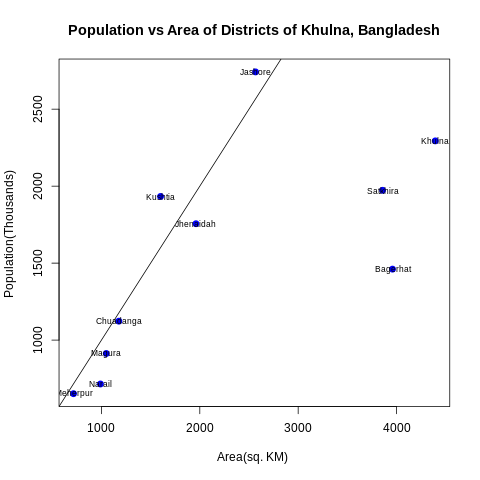 Population vs Area of Districts of Khulna, Bangladesh
Population(Thousands)
2500
2000
1500
1000
Jashore
Khulna
Kushtia
Satkhira
Jhenaidah
Bagerhat
Chuadanga
Magura
Narail
Meherpur
1000
2000
3000
4000
Area(sq. KM)